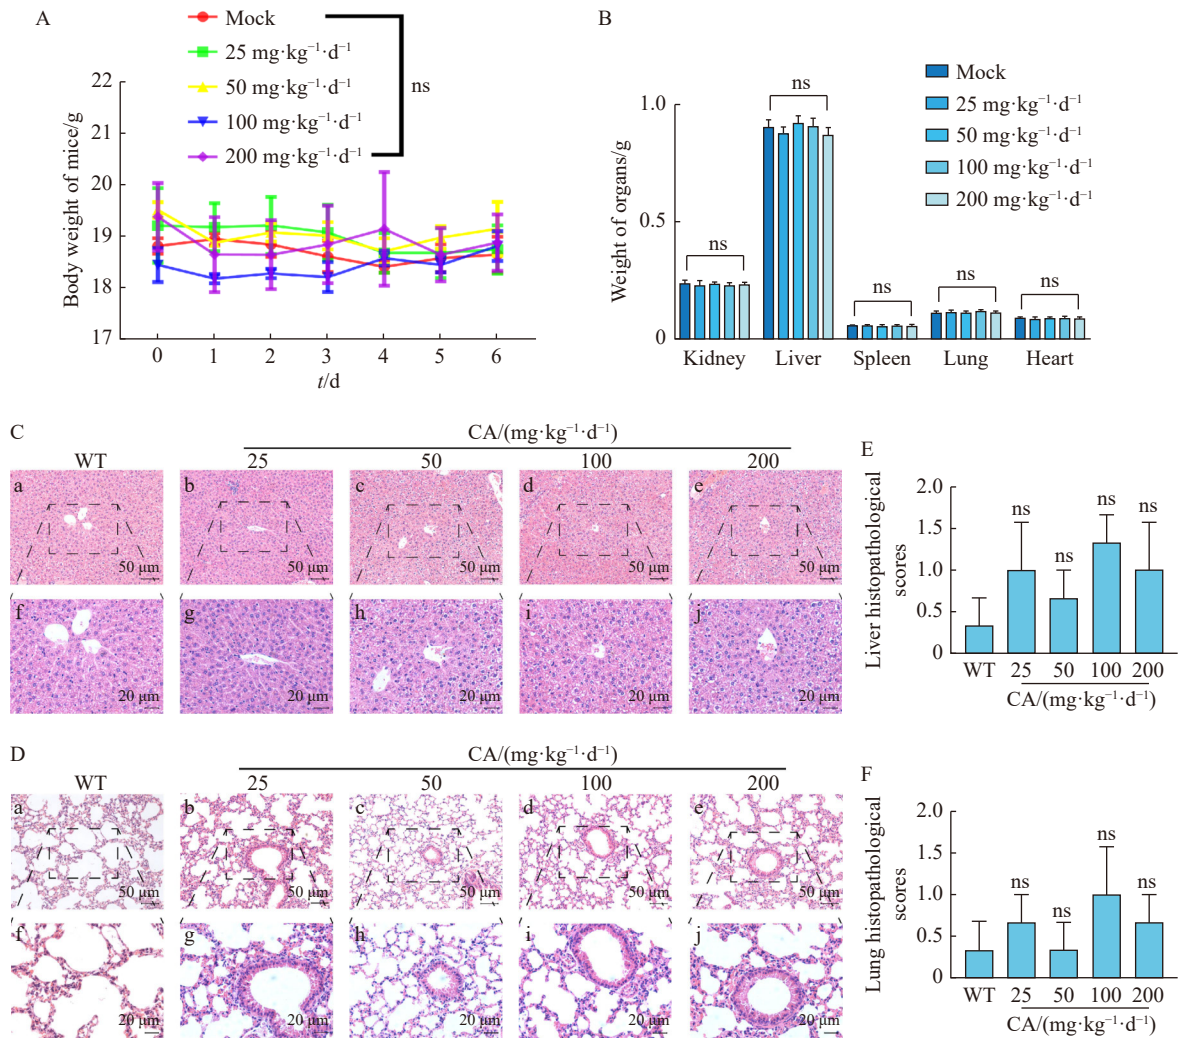 A
Mock
25 mg·kg⁻¹·d⁻¹
50 mg·kg⁻¹·d⁻¹
100 mg·kg⁻¹·d⁻¹
200 mg·kg⁻¹·d⁻¹
ns
Body weight of mice/g
22
21
20
19
18
17
0 1 2 3 4 5 6
t/d
B
Mock
25 mg·kg⁻¹·d⁻¹
50 mg·kg⁻¹·d⁻¹
100 mg·kg⁻¹·d⁻¹
200 mg·kg⁻¹·d⁻¹
Weight of organs/g
1.0
0.5
0
ns ns ns ns ns
Kidney Liver Spleen Lung Heart
C
CA/(mg·kg⁻¹·d⁻¹)
WT 25 50 100 200
a b c d e
50 μm 50 μm 50 μm 50 μm 50 μm
f g h i j
20 μm 20 μm 20 μm 20 μm 20 μm
E
Liver histopathological
scores
2.0
1.5
1.0
0.5
0
ns ns ns ns
WT 25 50 100 200
CA/(mg·kg⁻¹·d⁻¹)
D
CA/(mg·kg⁻¹·d⁻¹)
WT 25 50 100 200
a b c d e
50 μm 50 μm 50 μm 50 μm 50 μm
f g h i j
20 μm 20 μm 20 μm 20 μm 20 μm
F
Lung histopathological
scores
2.0
1.5
1.0
0.5
0
ns ns ns ns
WT 25 50 100 200
CA/(mg·kg⁻¹·d⁻¹)